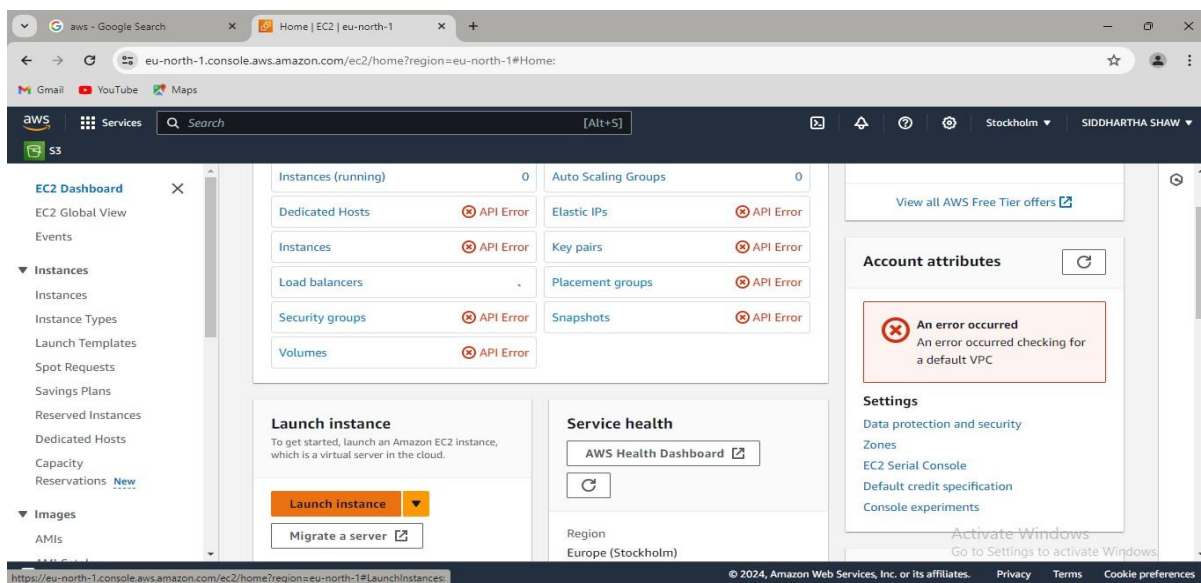 aws - Google Search
Home | EC2 | eu-north-1
eu-north-1.console.aws.amazon.com/ec2/home?region=eu-north-1#Home:
Gmail YouTube Maps
aws Services Search [Alt+S] Stockholm SIDDHARTHA SHAW
S3
EC2 Dashboard
EC2 Global View
Events
Instances
Instances
Instance Types
Launch Templates
Spot Requests
Savings Plans
Reserved Instances
Dedicated Hosts
Capacity
Reservations New
Images
AMIs
Instances (running) 0
Auto Scaling Groups 0
Dedicated Hosts API Error
Elastic IPs API Error
Instances API Error
Key pairs API Error
Load balancers
Placement groups API Error
Security groups API Error
Snapshots API Error
Volumes API Error
Launch instance
To get started, launch an Amazon EC2 instance,
which is a virtual server in the cloud.
Launch instance
Migrate a server
Service health
AWS Health Dashboard
Region
Europe (Stockholm)
View all AWS Free Tier offers
Account attributes
An error occurred
An error occurred checking for
a default VPC
Settings
Data protection and security
Zones
EC2 Serial Console
Default credit specification
Console experiments
Activate Windows
Go to Settings to activate Windows.
https://eu-north-1.console.aws.amazon.com/ec2/home?region=eu-north-1#LaunchInstances:
© 2024, Amazon Web Services, Inc. or its affiliates. Privacy Terms Cookie preferences